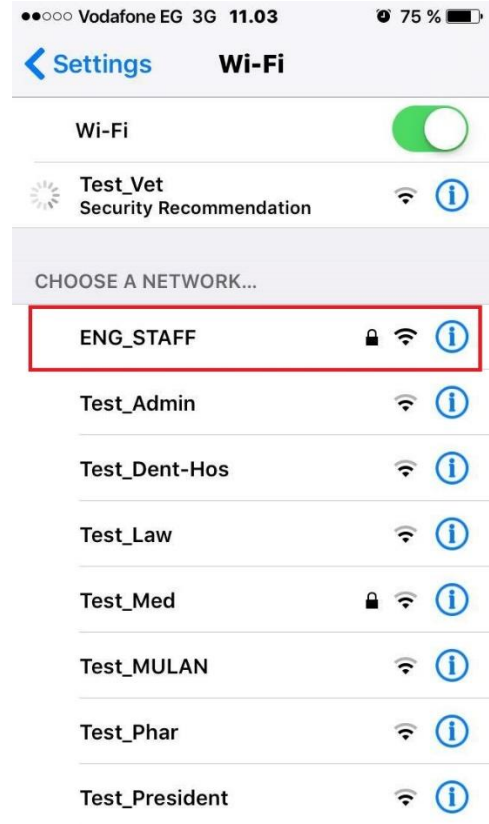 Vodafone EG 3G 11.03 75 %
Settings Wi-Fi
Wi-Fi
Test_Vet
Security Recommendation
CHOOSE A NETWORK...
ENG_STAFF
Test_Admin
Test_Dent-Hos
Test_Law
Test_Med
Test_MULAN
Test_Phar
Test_President